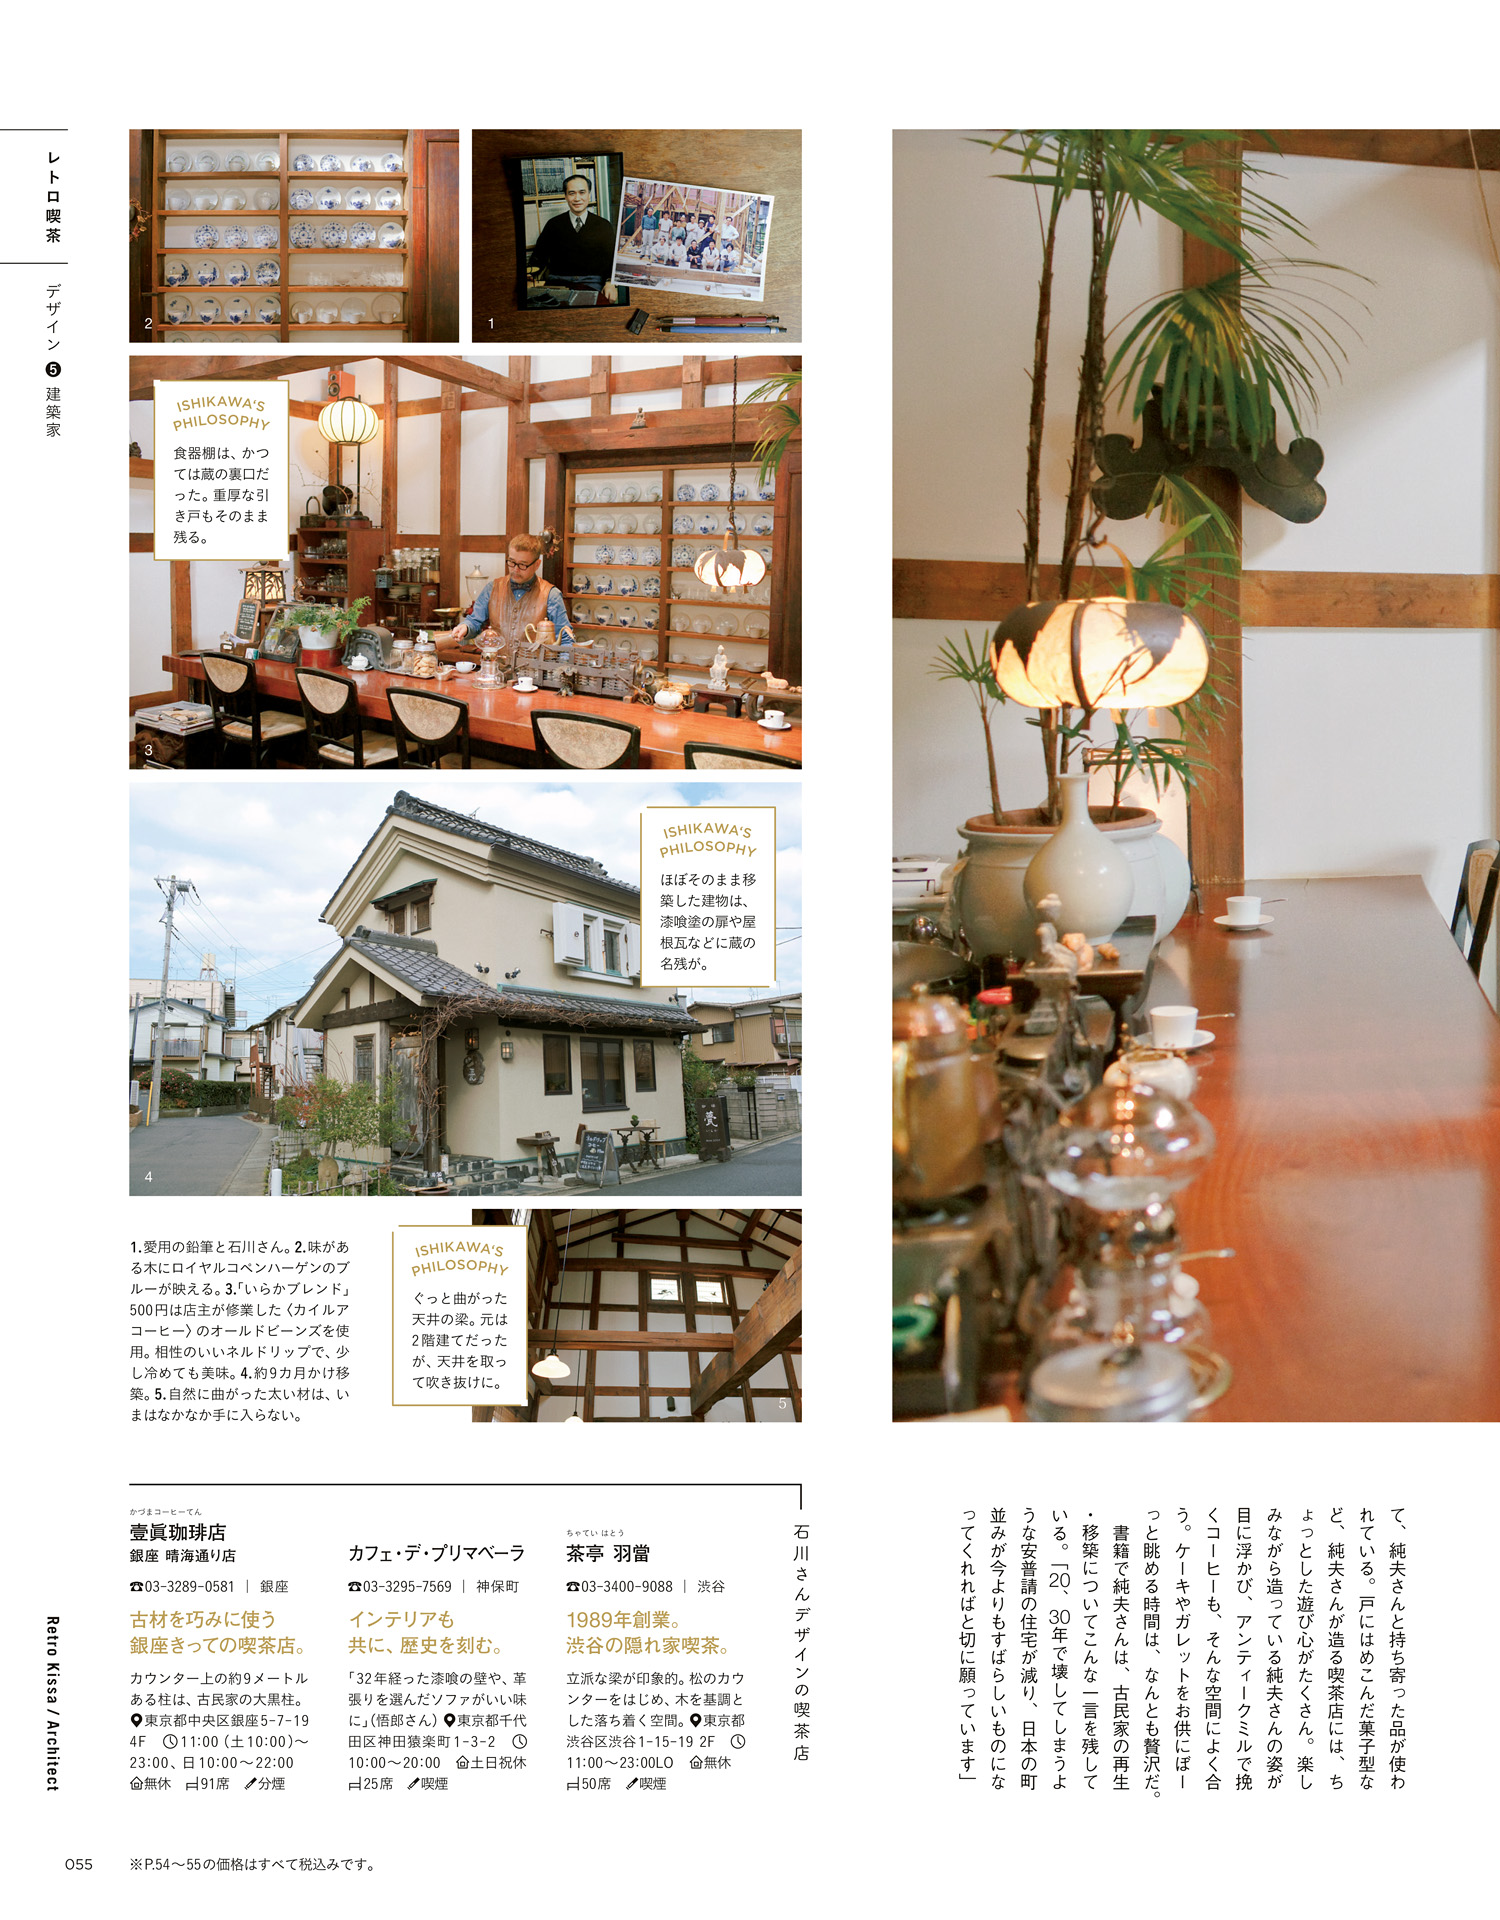 レトロ喫茶
デザイン❺建築家
2
1
ISHIKAWA'S
PHILOSOPHY
食器棚は、かつ
ては蔵の裏口だ
った。重厚な引
き戸もそのまま
残る。
3
ISHIKAWA'S
PHILOSOPHY
ほぼそのまま移
築した建物は、
漆喰塗の扉や屋
根瓦などに蔵の
名残が。
4
ISHIKAWA'S
PHILOSOPHY
ぐっと曲がった
天井の梁。元は
2階建てだった
が、天井を取っ
て吹き抜けに。
5
1.愛用の鉛筆と石川さん。2.味があ
る木にロイヤルコペンハーゲンのブ
ルーが映える。3.「いらかブレンド」
500円は店主が修業した〈カイルア
コーヒー〉のオールドビーンズを使
用。相性のいいネルドリップで、少
し冷めても美味。4.約9カ月かけ移
築。5.自然に曲がった太い材は、い
まはなかなか手に入らない。
て、純夫さんと持ち寄った品が使わ
れている。戸にはめこんだ菓子型な
ど、純夫さんが造る喫茶店には、ち
ょっとした遊び心がたくさん。楽し
みながら造っている純夫さんの姿が
目に浮かび、アンティークミルで挽
くコーヒーも、そんな空間によく合
う。ケーキやガレットをお供にぼー
っと眺める時間は、なんとも贅沢だ。
書籍で純夫さんは、古民家の再生
・移築についてこんな一言を残して
いる。「20、30年で壊してしまうよ
うな安普請の住宅が減り、日本の町
並みが今よりもすばらしいものにな
ってくれればと切に願っています」
石川さんデザインの喫茶店
ちゃてい はとう
茶亭 羽當
☎03-3400-9088 | 渋谷
1989年創業。
渋谷の隠れ家喫茶。
立派な梁が印象的。松のカウ
ンターをはじめ、木を基調と
した落ち着く空間。東京都
渋谷区渋谷1-15-19 2F
11:00〜23:00LO 無休
50席 喫煙
カフェ・デ・プリマベーラ
☎03-3295-7569 | 神保町
インテリアも
共に、歴史を刻む。
「32年経った漆喰の壁や、革
張りを選んだソファがいい味
に」(悟郎さん) 東京都千代
田区神田猿楽町1-3-2
10:00〜20:00 土日祝休
25席 喫煙
かづまコーヒーてん
壹眞珈琲店
銀座 晴海通り店
☎03-3289-0581 | 銀座
古材を巧みに使う
銀座きっての喫茶店。
カウンター上の約9メートル
ある柱は、古民家の大黒柱。
東京都中央区銀座5-7-19
4F 11:00(土10:00)〜
23:00、日10:00〜22:00
無休 91席 分煙
Retro Kissa / Architect
055
※P.54〜55の価格はすべて税込みです。